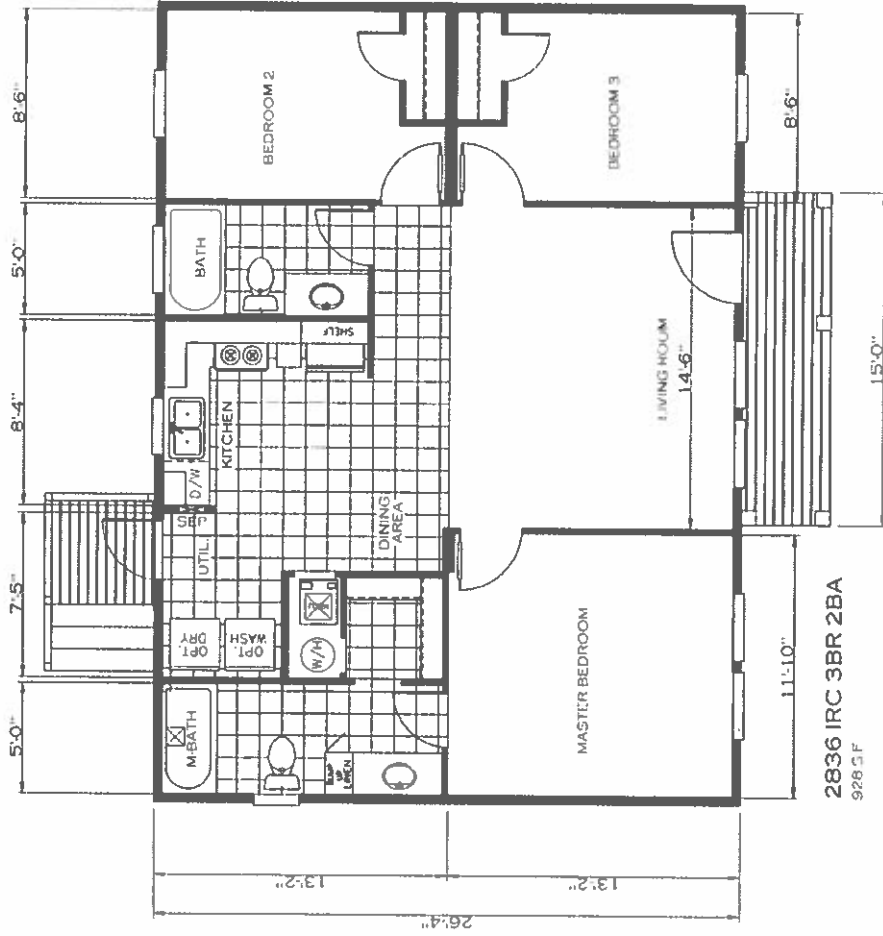 5'-0"
7'-5"
8'-4"
5'-0"
8'-6"
M-BATH
OPT. DRY
OPT. WASH
UTIL.
SEP
D/W
KITCHEN
SHELF
BATH
BEDROOM 2
W/H
LINEN
DINING
AREA
MASTER BEDROOM
LIVING ROOM
14'-6"
BEDROOM 3
11'-10"
15'-0"
8'-6"
13'-2"
13'-2"
26'-4"
2836 IRC 3BR 2BA
928 S F